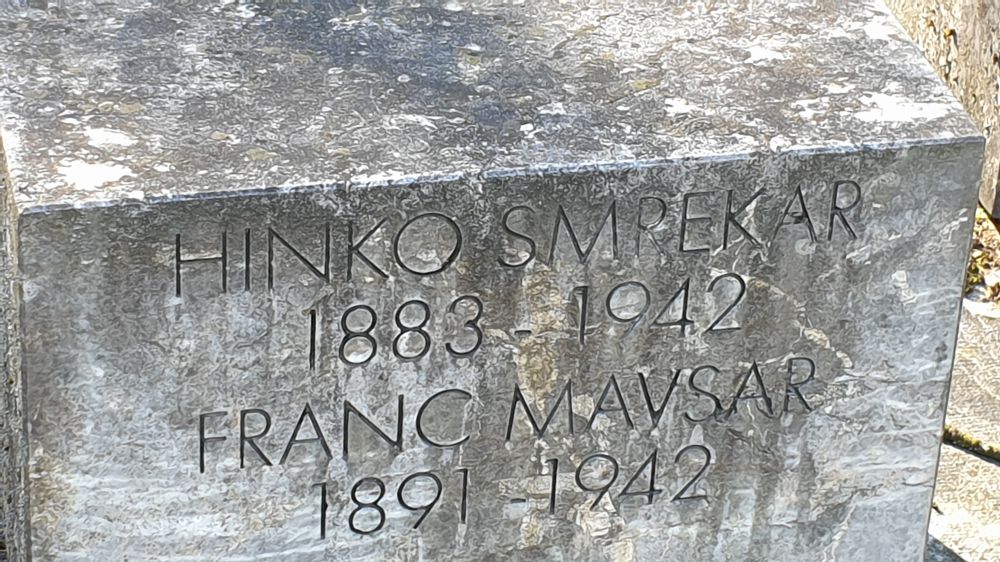 HINKO SMREKAR
1883 - 1942
FRANC MAVSAR
1891 - 1942